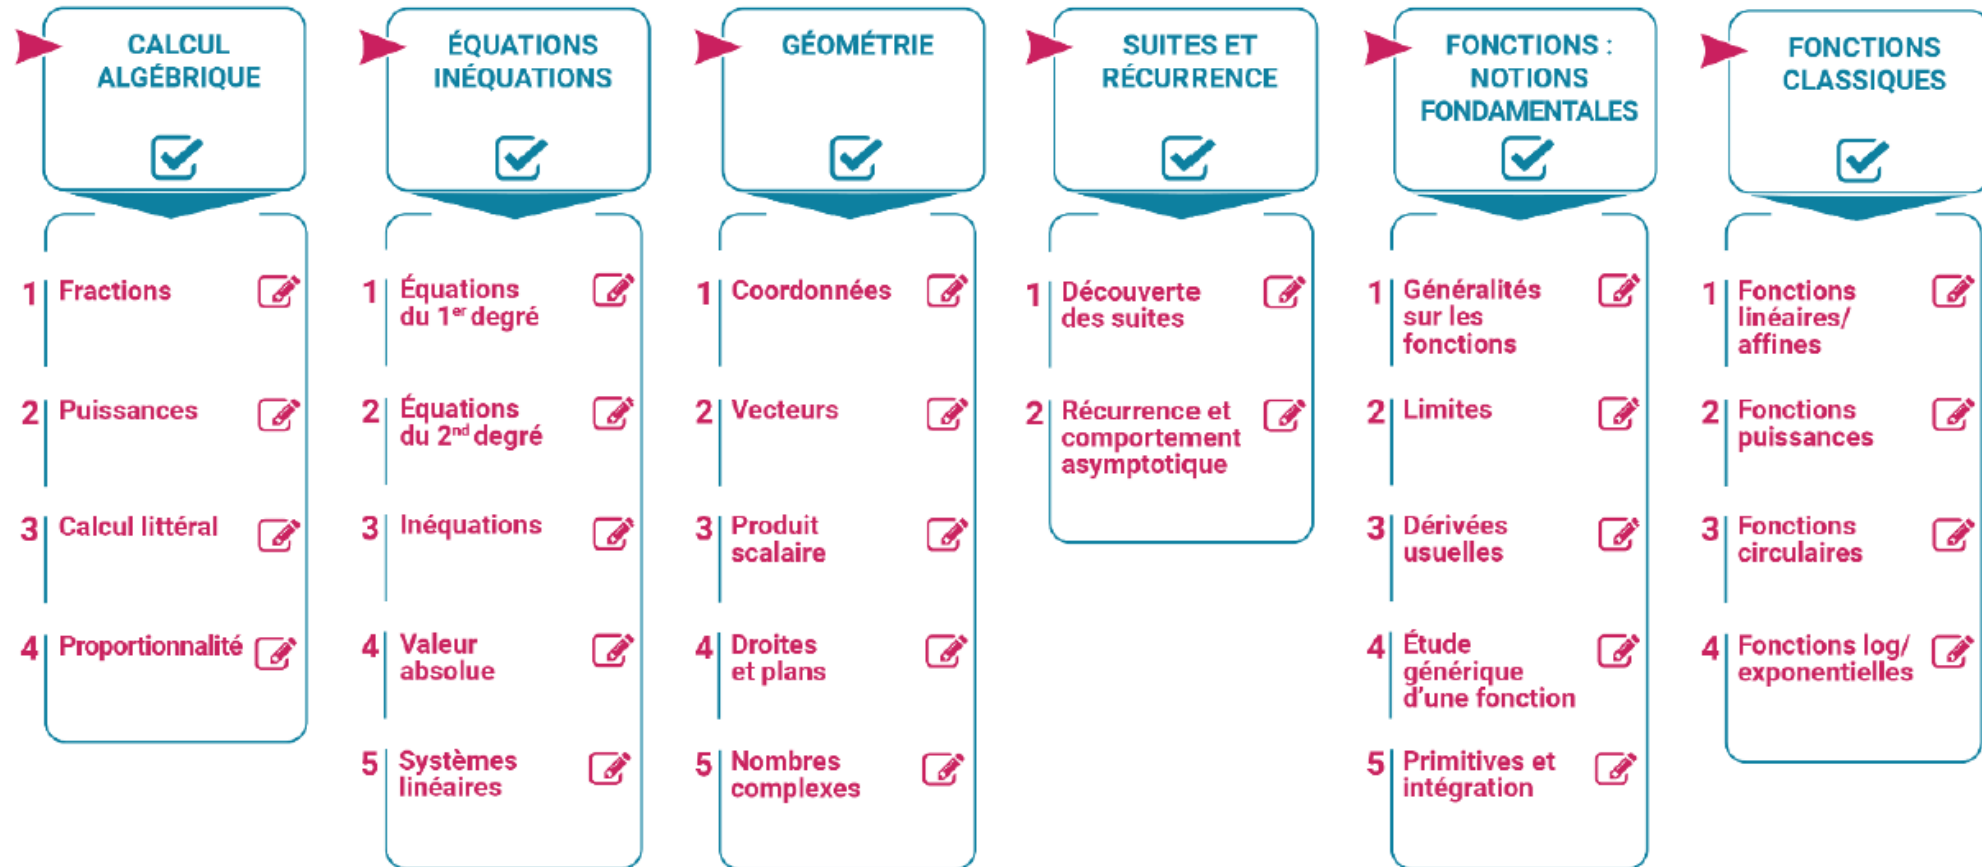 CALCUL
ALGÉBRIQUE
1 Fractions
2 Puissances
3 Calcul littéral
4 Proportionnalité
ÉQUATIONS
INÉQUATIONS
1 Équations
du 1er degré
2 Équations
du 2nd degré
3 Inéquations
4 Valeur
absolue
5 Systèmes
linéaires
GÉOMÉTRIE
1 Coordonnées
2 Vecteurs
3 Produit
scalaire
4 Droites
et plans
5 Nombres
complexes
SUITES ET
RÉCURRENCE
1 Découverte
des suites
2 Récurrence et
comportement
asymptotique
FONCTIONS :
NOTIONS
FONDAMENTALES
1 Généralités
sur les
fonctions
2 Limites
3 Dérivées
usuelles
4 Étude
générique
d'une fonction
5 Primitives et
intégration
FONCTIONS
CLASSIQUES
1 Fonctions
linéaires/
affines
2 Fonctions
puissances
3 Fonctions
circulaires
4 Fonctions log/
exponentielles